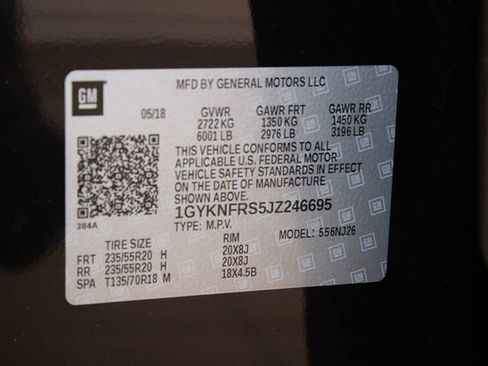 GM
MFD BY GENERAL MOTORS LLC
05/18 GVWR GAWR FRT GAWR RR
2722 KG 1350 KG 1450 KG
6001 LB 2976 LB 3196 LB
THIS VEHICLE CONFORMS TO ALL
APPLICABLE U.S. FEDERAL MOTOR
VEHICLE SAFETY STANDARDS IN EFFECT
ON THE DATE OF MANUFACTURE
SHOWN ABOVE.
384A 1GYKNFRS5JZ246695
TYPE: M.P.V. MODEL: 556NJ26
TIRE SIZE RIM
FRT 235/55R20 H 20X8J
RR 235/55R20 H 20X8J
SPA T135/70R18 M 18X4.5B